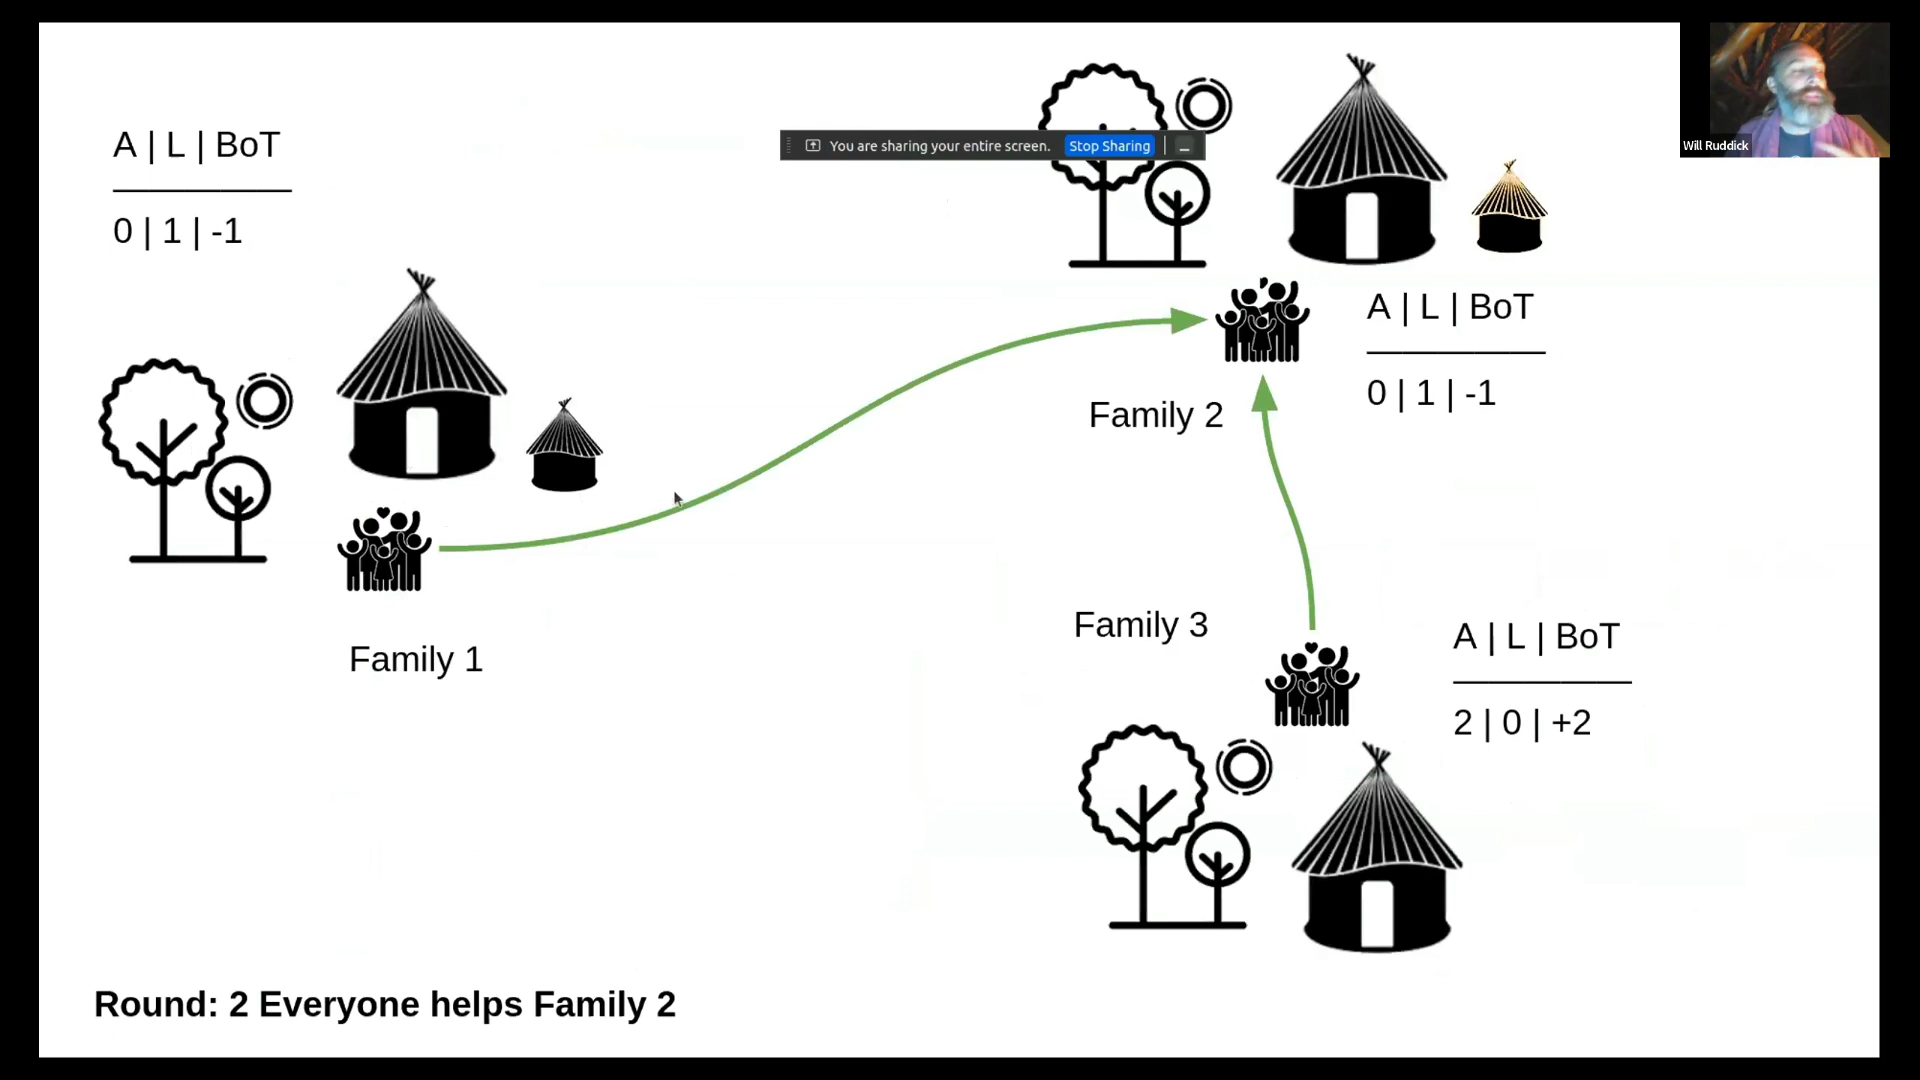 Will Ruddick
You are sharing your entire screen. Stop Sharing
A | L | BoT
0 | 1 | -1
Family 1
A | L | BoT
0 | 1 | -1
Family 2
Family 3
A | L | BoT
2 | 0 | +2
Round: 2 Everyone helps Family 2